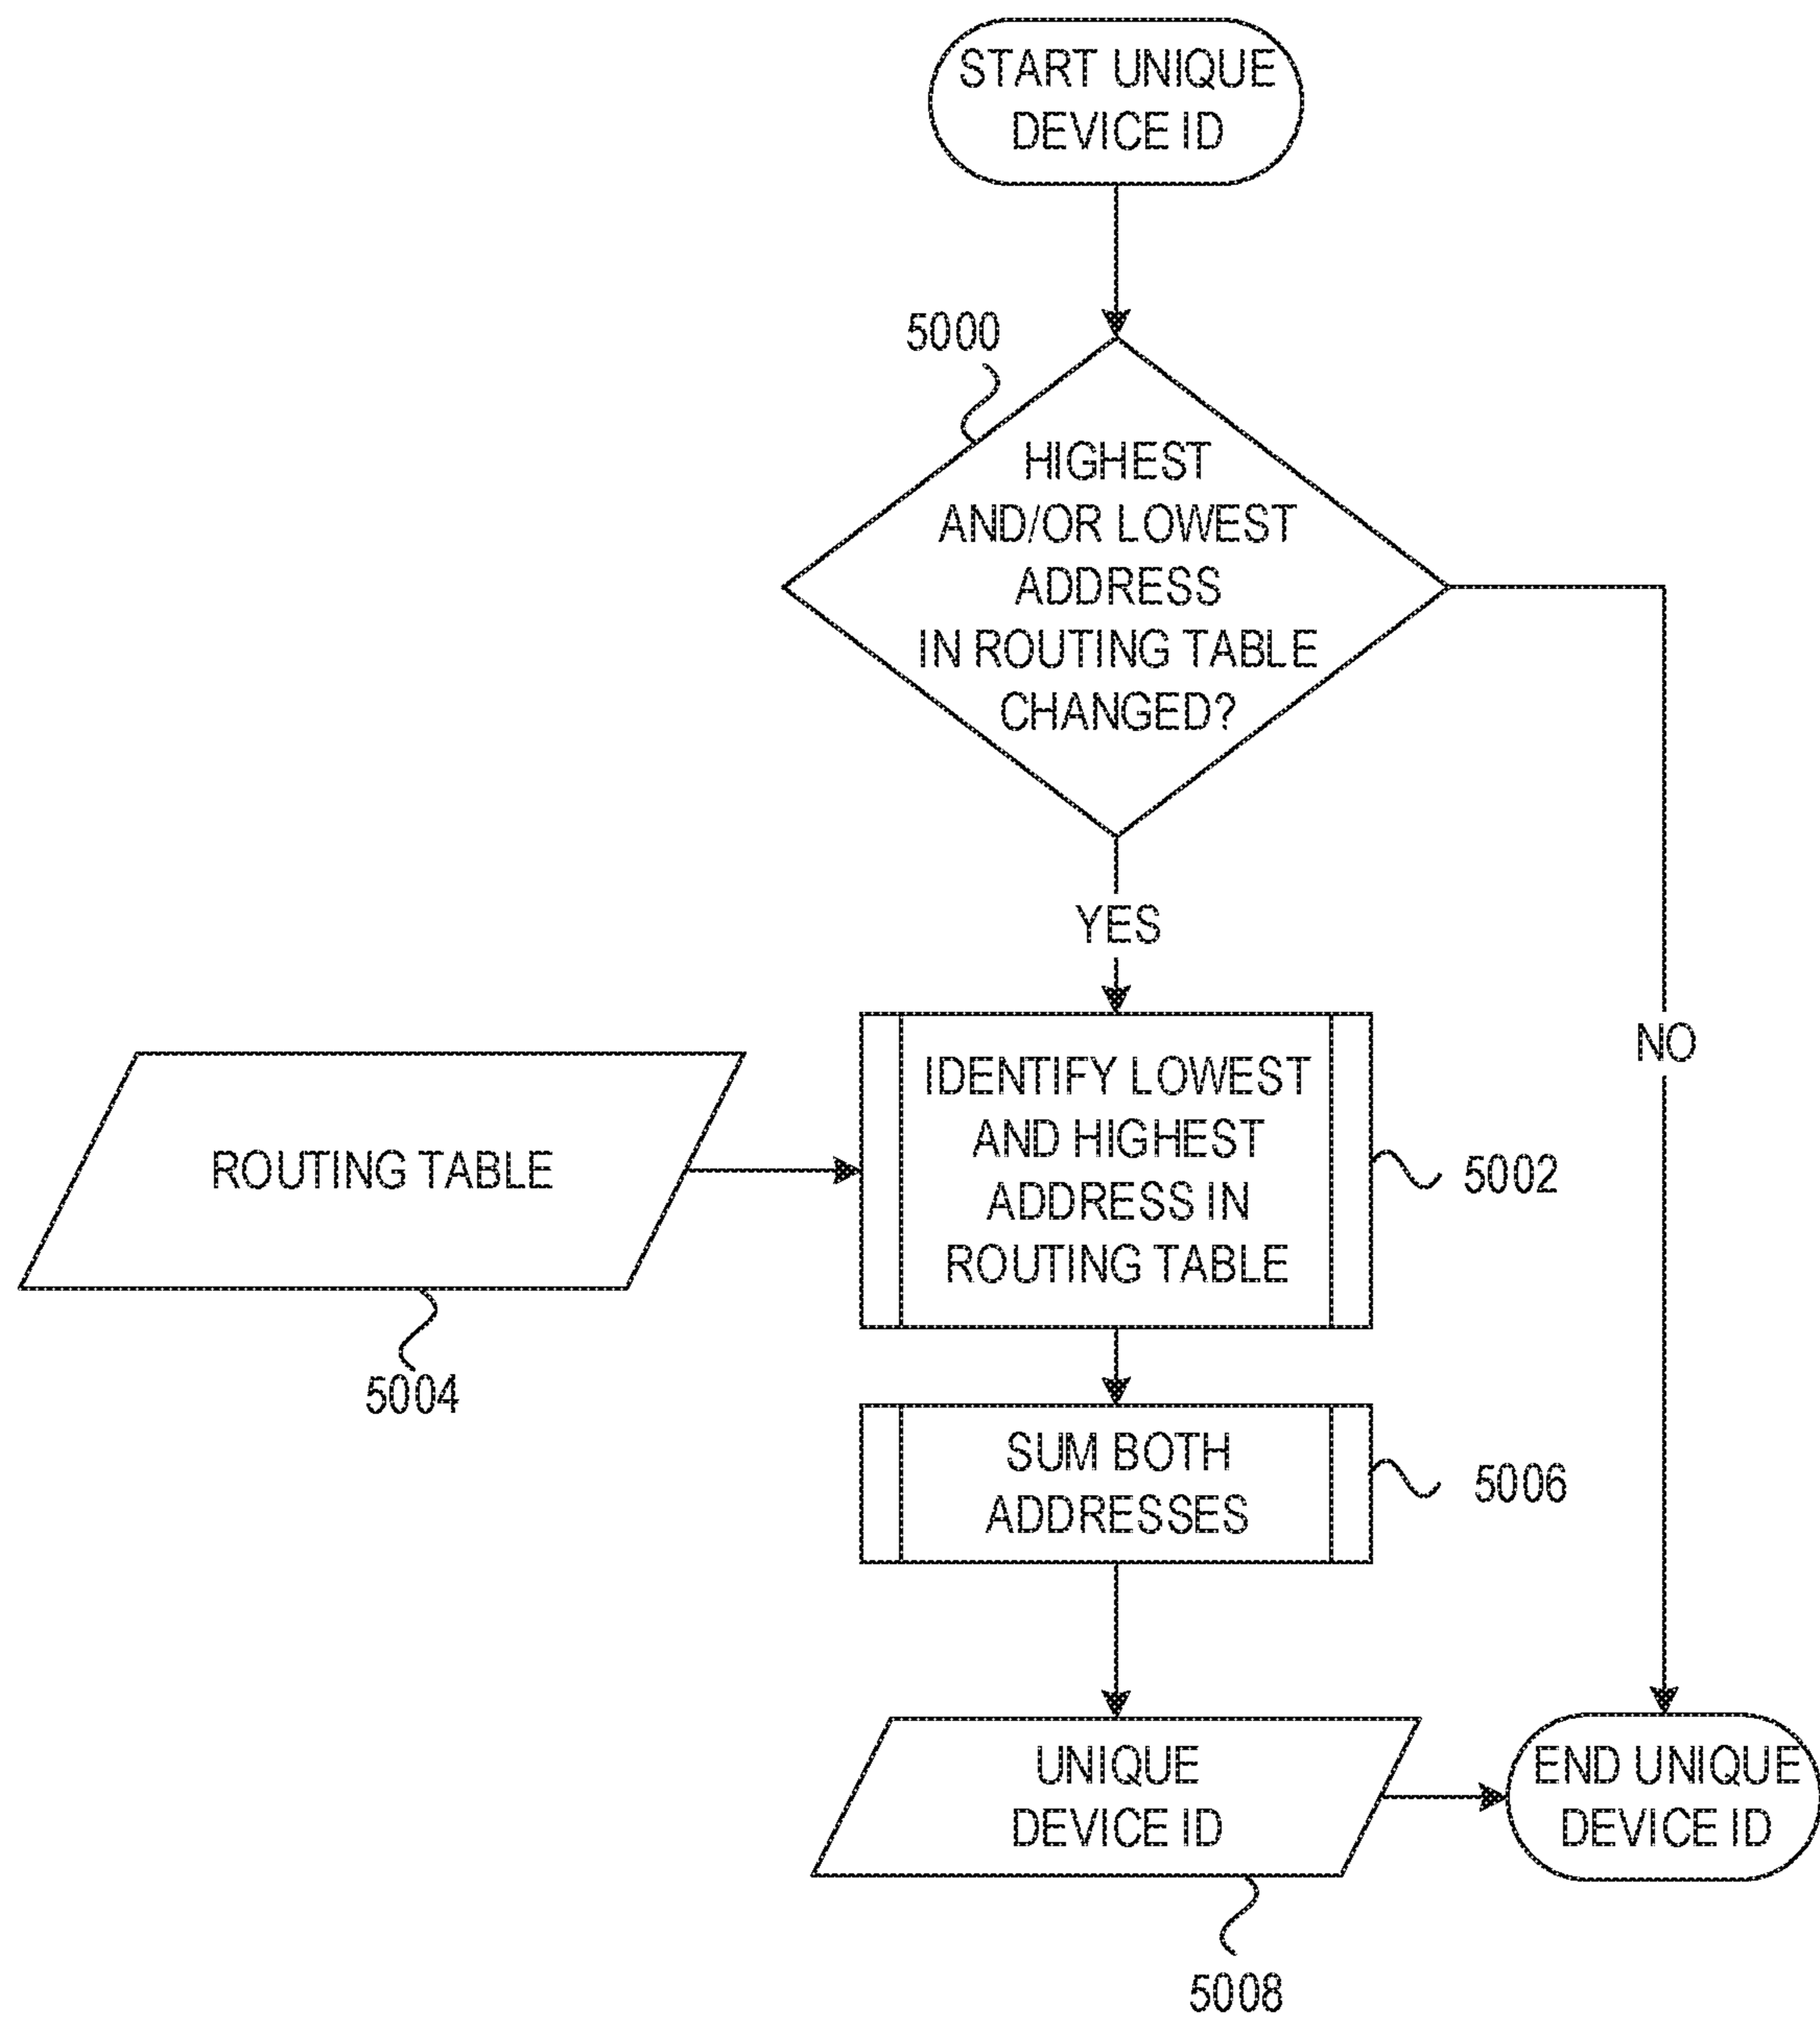 START UNIQUE
DEVICE ID
5000
HIGHEST
AND/OR LOWEST
ADDRESS
IN ROUTING TABLE
CHANGED?
YES
NO
IDENTIFY LOWEST
AND HIGHEST
ADDRESS IN
ROUTING TABLE
5002
ROUTING TABLE
5004
SUM BOTH
ADDRESSES
5006
UNIQUE
DEVICE ID
5008
END UNIQUE
DEVICE ID